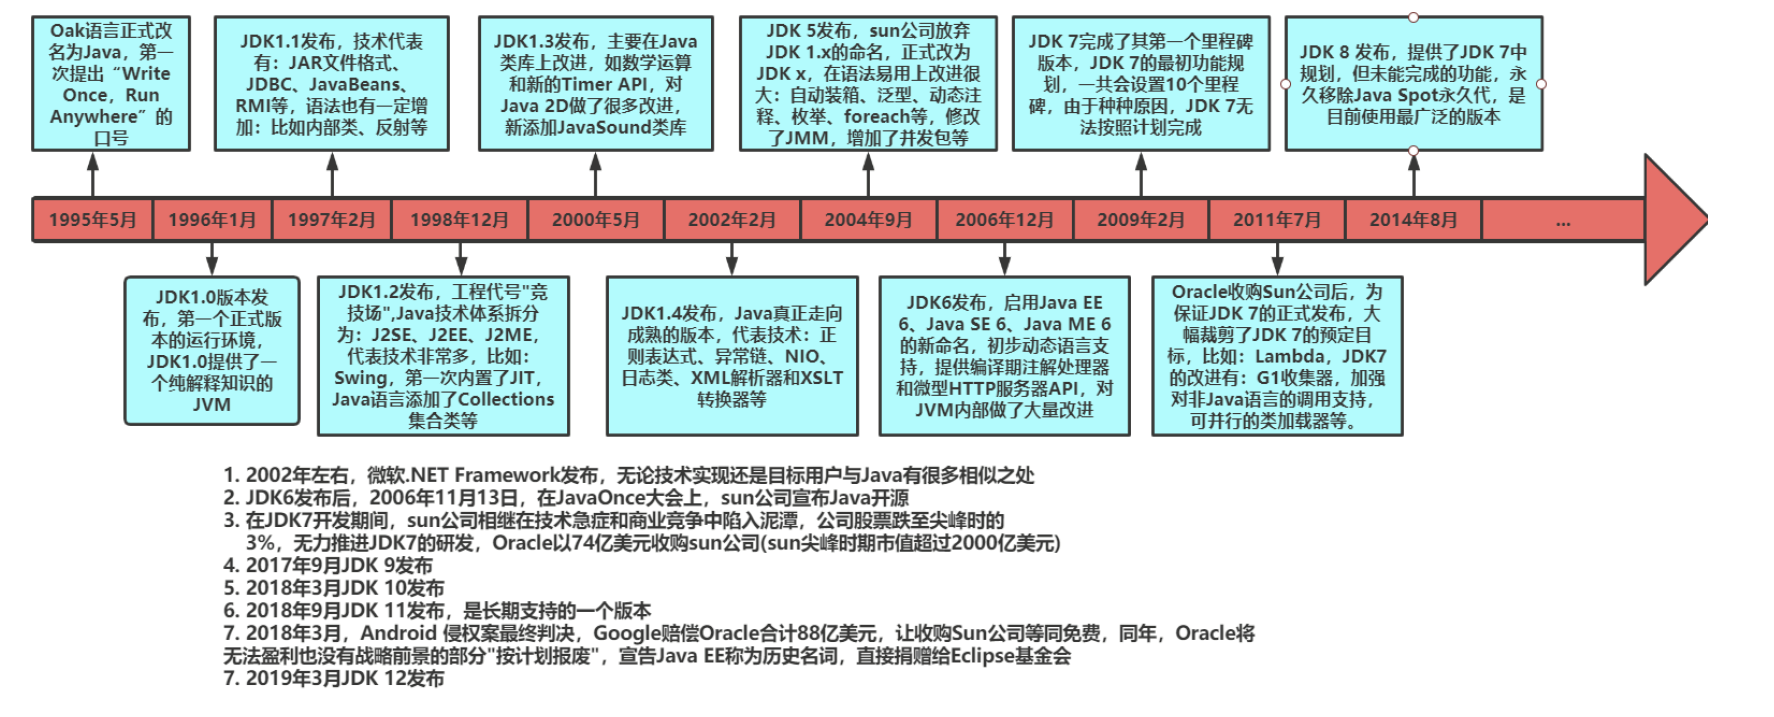 Oak语言正式改
名为Java，第一
次提出“Write
Once，Run
Anywhere”的
口号
JDK1.1发布，技术代表
有：JAR文件格式、
JDBC、JavaBeans、
RMI等，语法也有一定增
加：比如内部类、反射等
JDK1.3发布，主要在Java
类库上改进，如数学运算
和新的Timer API，对
Java 2D做了很多改进，
新添加JavaSound类库
JDK 5发布，sun公司放弃
JDK 1.x的命名，正式改为
JDK x，在语法易用上改进很
大：自动装箱、泛型、动态注
释、枚举、foreach等，修改
了JMM，增加了并发包等
JDK 7完成了其第一个里程碑
版本，JDK 7的最初功能规
划，一共会设置10个里程
碑，由于种种原因，JDK 7无
法按照计划完成
JDK 8 发布，提供了JDK 7中
规划，但未能完成的功能，永
久移除Java Spot永久代，是
目前使用最广泛的版本
1995年5月
1996年1月
1997年2月
1998年12月
2000年5月
2002年2月
2004年9月
2006年12月
2009年2月
2011年7月
2014年8月
...
JDK1.0版本发
布，第一个正式版
本的运行环境，
JDK1.0提供了一
个纯解释知识的
JVM
JDK1.2发布，工程代号"竞
技场",Java技术体系拆分
为：J2SE、J2EE、J2ME，
代表技术非常多，比如：
Swing，第一次内置了JIT，
Java语言添加了Collections
集合类等
JDK1.4发布，Java真正走向
成熟的版本，代表技术：正
则表达式、异常链、NIO、
日志类、XML解析器和XSLT
转换器等
JDK6发布，启用Java EE
6、Java SE 6、Java ME 6
的新命名，初步动态语言支
持，提供编译期注解处理器
和微型HTTP服务器API，对
JVM内部做了大量改进
Oracle收购Sun公司后，为
保证JDK 7的正式发布，大
幅裁剪了JDK 7的预定目
标，比如：Lambda，JDK7
的改进有：G1收集器，加强
对非Java语言的调用支持，
可并行的类加载器等。
1. 2002年左右，微软.NET Framework发布，无论技术实现还是目标用户与Java有很多相似之处
2. JDK6发布后，2006年11月13日，在JavaOnce大会上，sun公司宣布Java开源
3. 在JDK7开发期间，sun公司相继在技术急症和商业竞争中陷入泥潭，公司股票跌至尖峰时的
3%，无力推进JDK7的研发，Oracle以74亿美元收购sun公司(sun尖峰时期市值超过2000亿美元)
4. 2017年9月JDK 9发布
5. 2018年3月JDK 10发布
6. 2018年9月JDK 11发布，是长期支持的一个版本
7. 2018年3月，Android 侵权案最终判决，Google赔偿Oracle合计88亿美元，让收购Sun公司等同免费，同年，Oracle将
无法盈利也没有战略前景的部分"按计划报废"，宣告Java EE称为历史名词，直接捐赠给Eclipse基金会
7. 2019年3月JDK 12发布